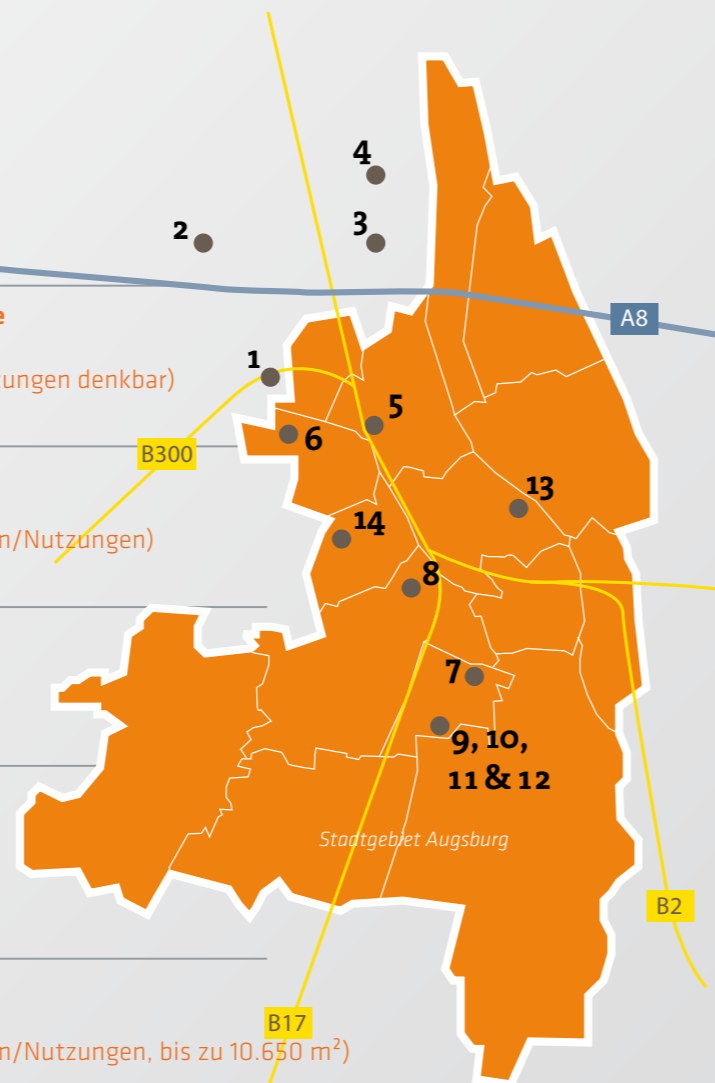 4
2
3
A8
e
1
zungen denkbar)
5
6
B300
13
14
n/Nutzungen)
8
7
9, 10,
11 & 12
Stadtgebiet Augsburg
B2
B17
n/Nutzungen, bis zu 10.650 m²)